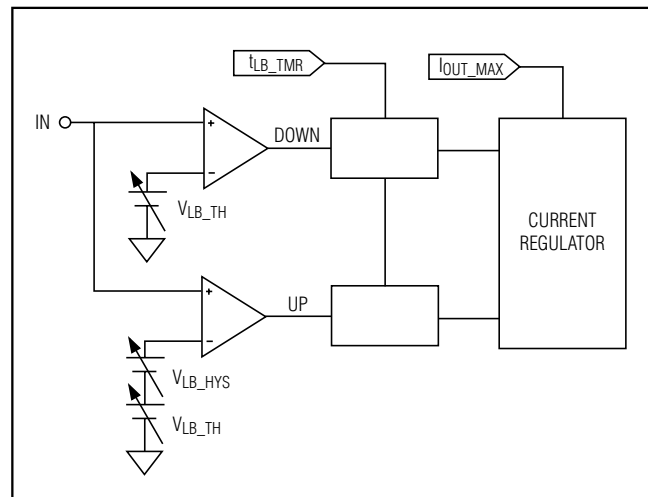 tLB_TMR
IOUT_MAX
IN
+
DOWN
-
VLB_TH
CURRENT
REGULATOR
+
UP
-
VLB_HYS
VLB_TH